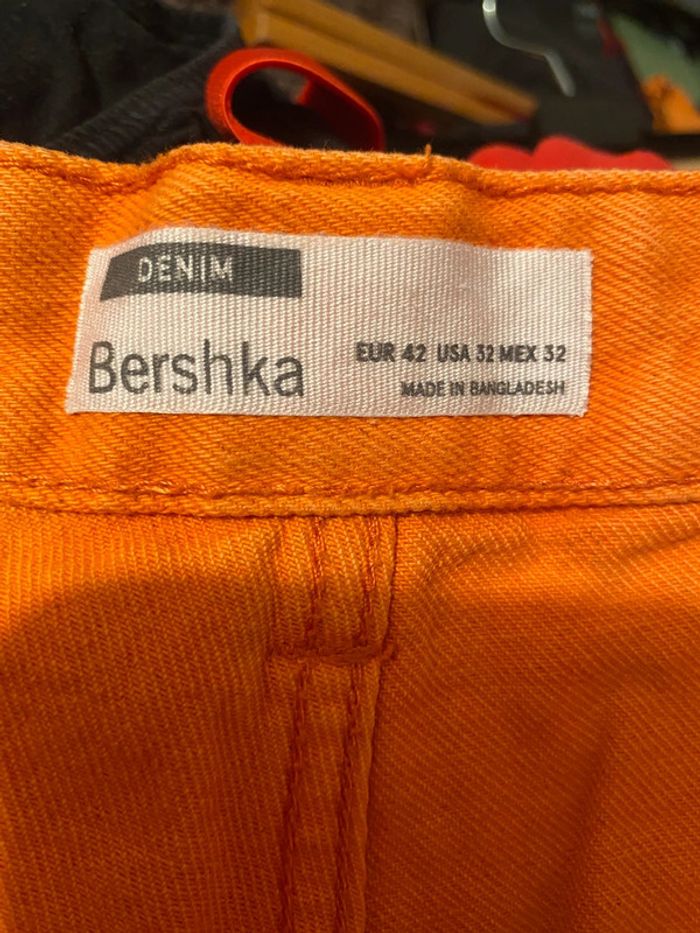 DENIM
Bershka
EUR 42 USA 32 MEX 32
MADE IN BANGLADESH